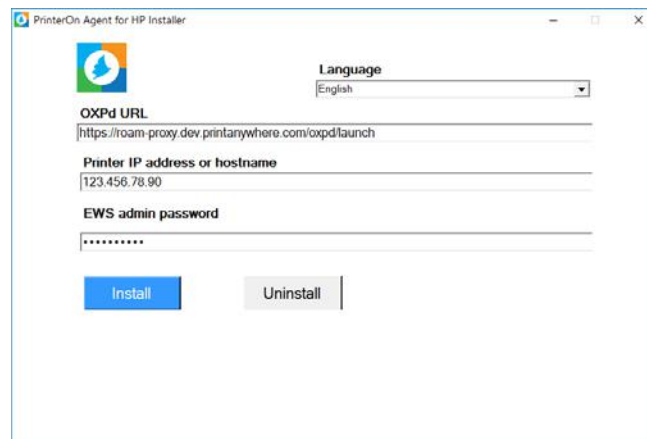 PrinterOn Agent for HP Installer
Language
English
OXPd URL
https://roam-proxy.dev.printanywhere.com/oxpd/launch
Printer IP address or hostname
123.456.78.90
EWS admin password
••••••••••
Install Uninstall